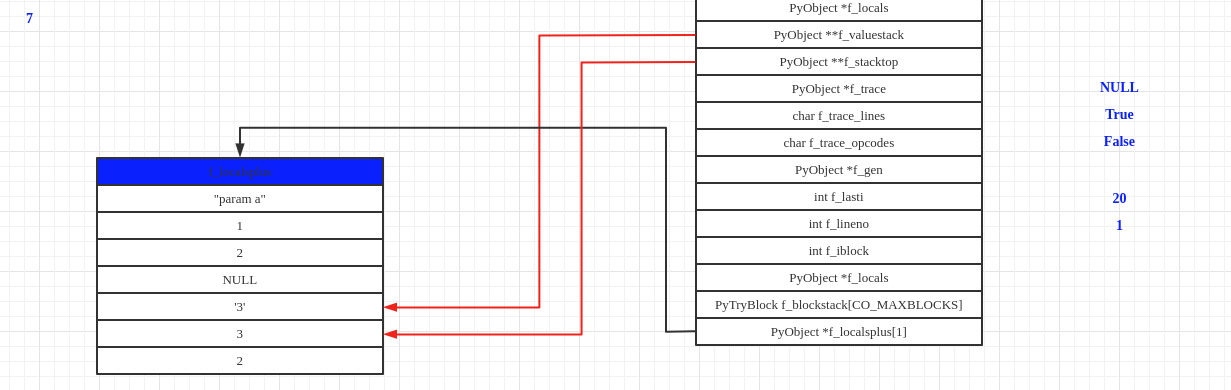 7
PyObject *f_locals
PyObject **f_valuestack
PyObject **f_stacktop
PyObject *f_trace
NULL
char f_trace_lines
True
char f_trace_opcodes
False
PyObject *f_gen
int f_lasti
20
int f_lineno
1
int f_iblock
PyObject *f_locals
PyTryBlock f_blockstack[CO_MAXBLOCKS]
PyObject *f_localsplus[1]
f_localsplus
"param a"
1
2
NULL
'3'
3
2